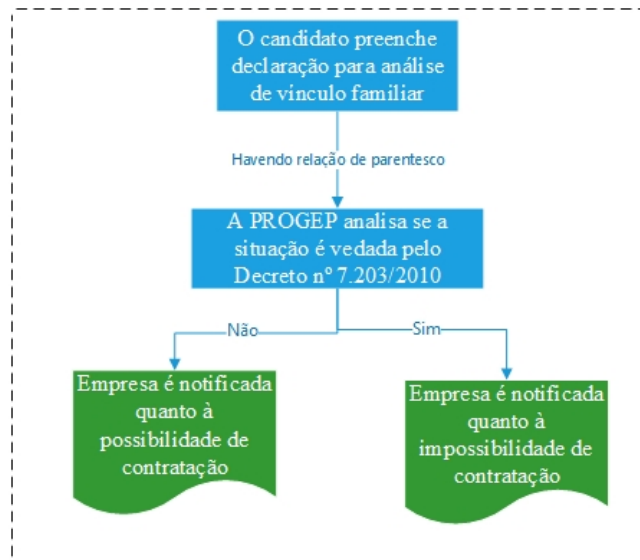 O candidato preenche
declaração para análise
de vínculo familiar
Havendo relação de parentesco
A PROGEP analisa se a
situação é vedada pelo
Decreto nº 7.203/2010
Não
Sim
Empresa é notificada
quanto à
possibilidade de
contratação
Empresa é notificada
quanto à
impossibilidade de
contratação